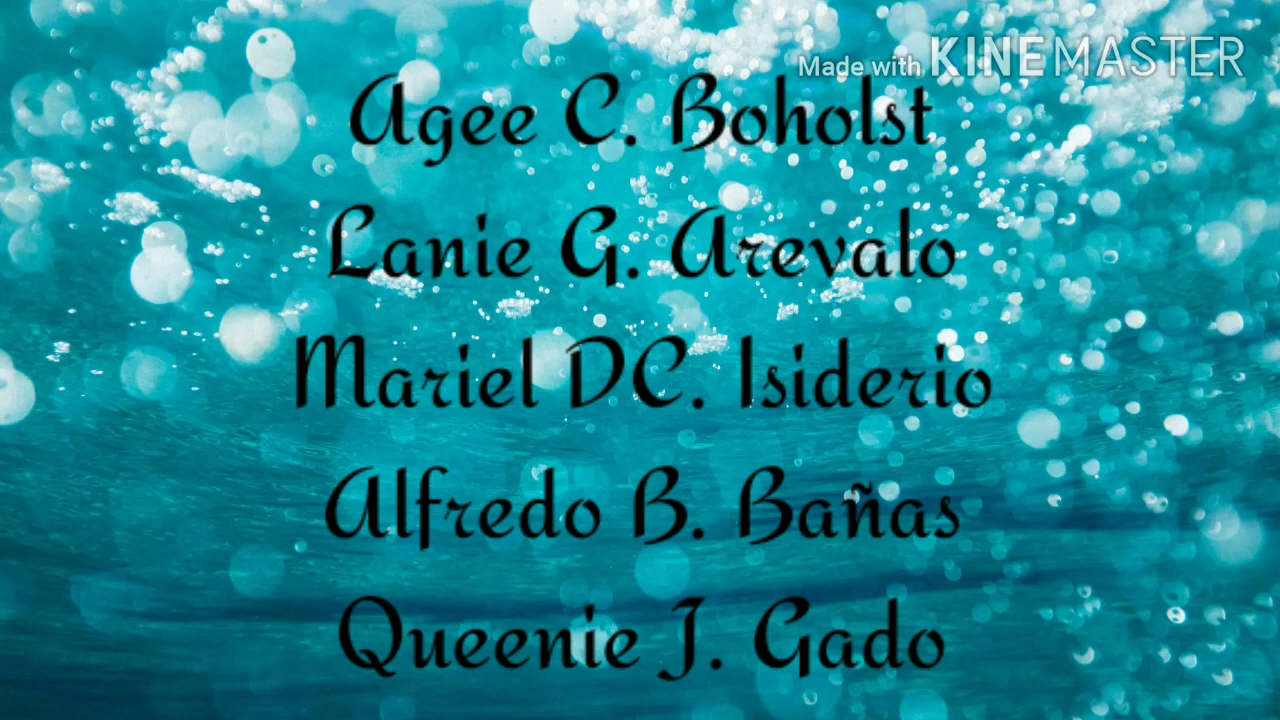 Made with KINEMASTER
Agee C. Boholst
Lanie G. Arevalo
Mariel DC. Isiderio
Alfredo B. Bañas
Queenie J. Gado